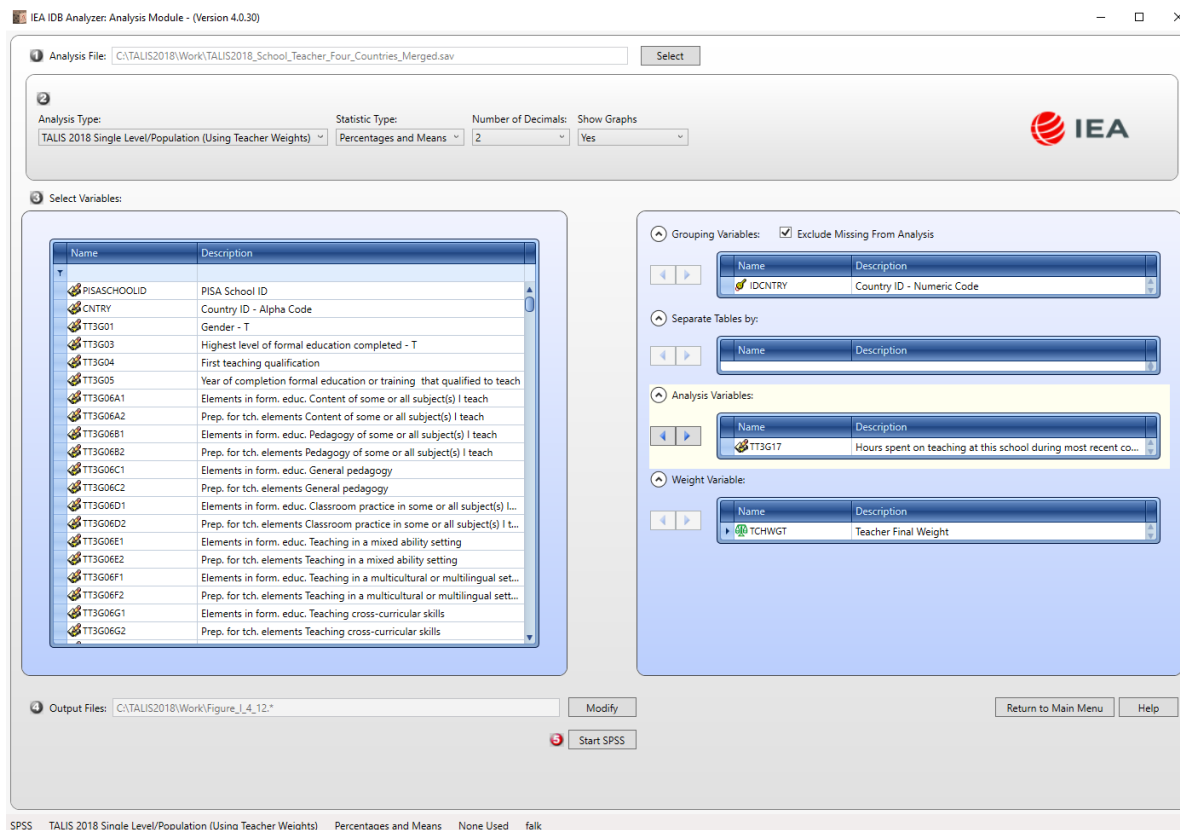 IEA IDB Analyzer: Analysis Module - (Version 4.0.30)
1 Analysis File: C:\TALIS2018\Work\TALIS2018_School_Teacher_Four_Countries_Merged.sav Select
2
Analysis Type: Statistic Type: Number of Decimals: Show Graphs
TALIS 2018 Single Level/Population (Using Teacher Weights) Percentages and Means 2 Yes
IEA
3 Select Variables:
Name Description
PISASCHOOLID PISA School ID
CNTRY Country ID - Alpha Code
TT3G01 Gender - T
TT3G03 Highest level of formal education completed - T
TT3G04 First teaching qualification
TT3G05 Year of completion formal education or training that qualified to teach
TT3G06A1 Elements in form. educ. Content of some or all subject(s) I teach
TT3G06A2 Prep. for tch. elements Content of some or all subject(s) I teach
TT3G06B1 Elements in form. educ. Pedagogy of some or all subject(s) I teach
TT3G06B2 Prep. for tch. elements Pedagogy of some or all subject(s) I teach
TT3G06C1 Elements in form. educ. General pedagogy
TT3G06C2 Prep. for tch. elements General pedagogy
TT3G06D1 Elements in form. educ. Classroom practice in some or all subject(s) I...
TT3G06D2 Prep. for tch. elements Classroom practice in some or all subject(s) I t...
TT3G06E1 Elements in form. educ. Teaching in a mixed ability setting
TT3G06E2 Prep. for tch. elements Teaching in a mixed ability setting
TT3G06F1 Elements in form. educ. Teaching in a multicultural or multilingual set...
TT3G06F2 Prep. for tch. elements Teaching in a multicultural or multilingual sett...
TT3G06G1 Elements in form. educ. Teaching cross-curricular skills
TT3G06G2 Prep. for tch. elements Teaching cross-curricular skills
Grouping Variables: Exclude Missing From Analysis
Name Description
IDCNTRY Country ID - Numeric Code
Separate Tables by:
Name Description
Analysis Variables:
Name Description
TT3G17 Hours spent on teaching at this school during most recent co...
Weight Variable:
Name Description
TCHWGT Teacher Final Weight
4 Output Files: C:\TALIS2018\Work\Figure_I_4_12.* Modify
Return to Main Menu Help
5 Start SPSS
SPSS TALIS 2018 Single Level/Population (Using Teacher Weights) Percentages and Means None Used falk